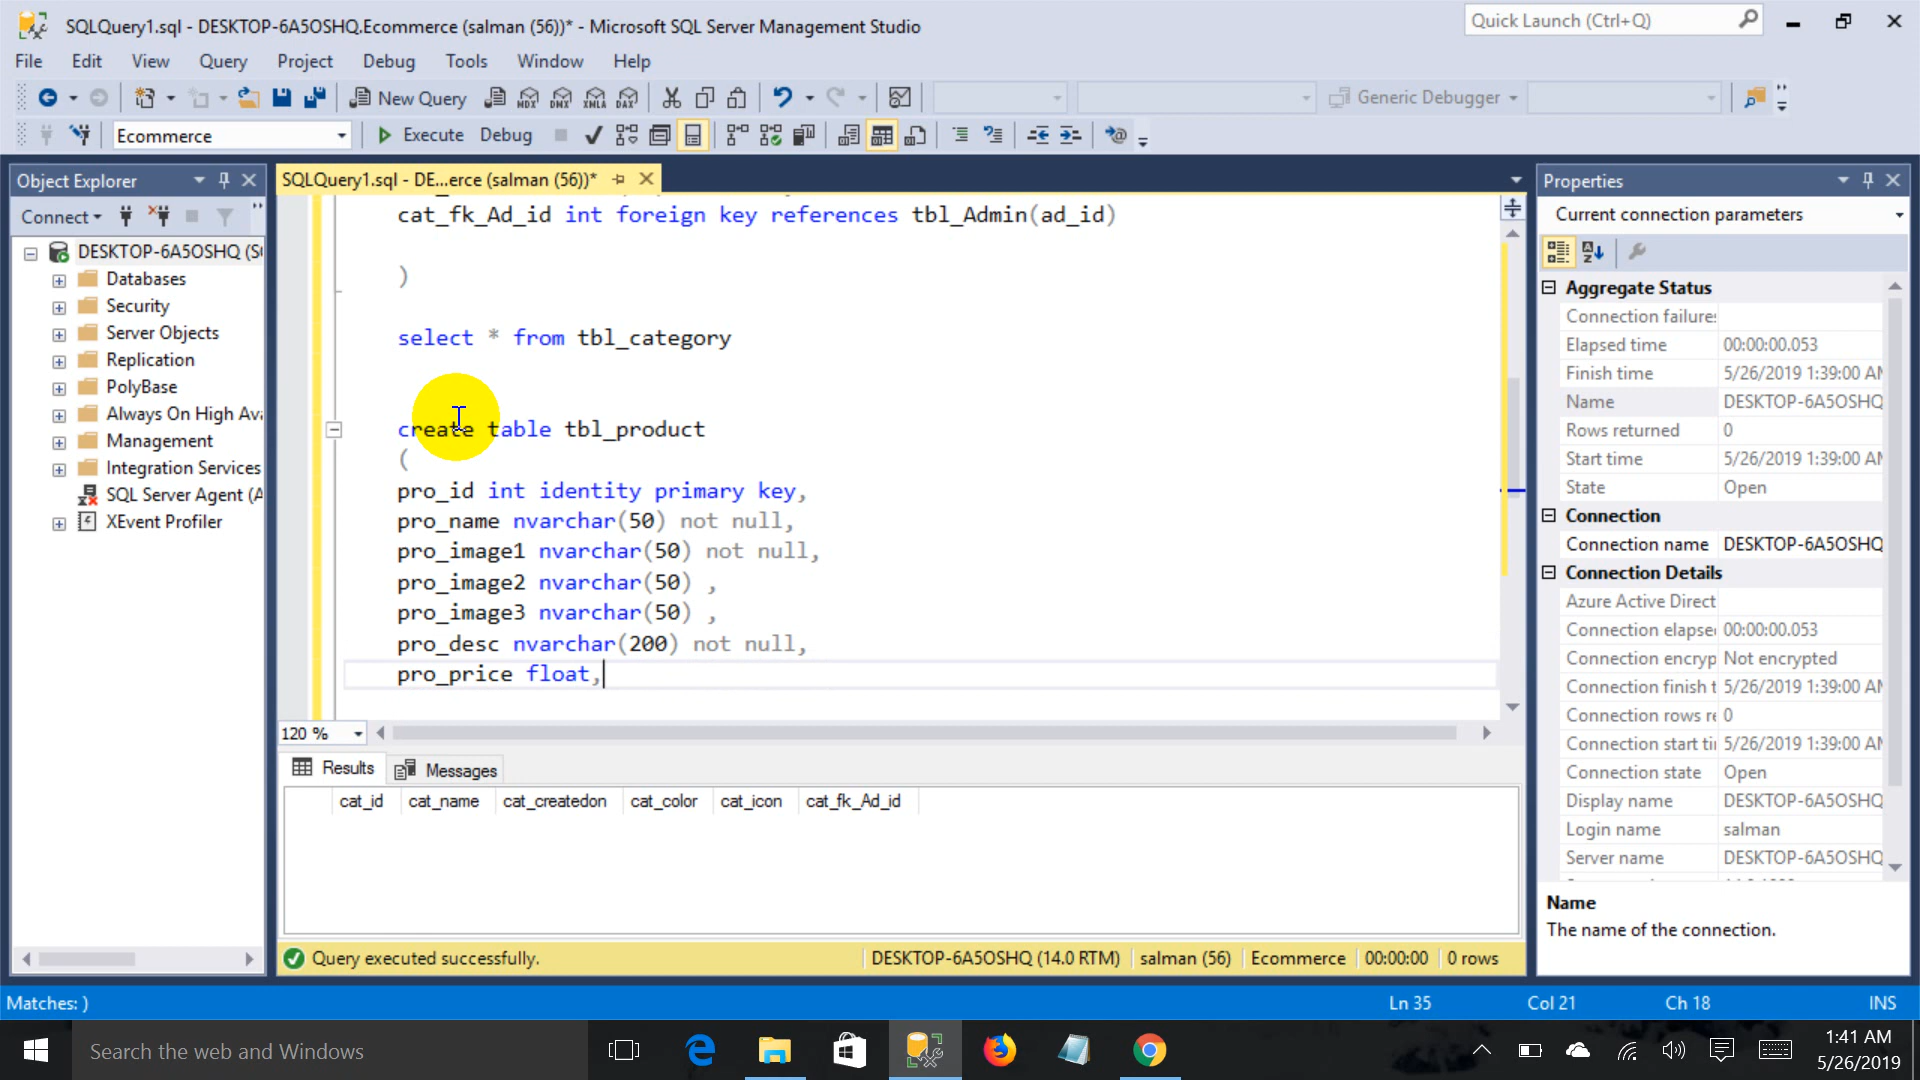 SQLQuery1.sql - DESKTOP-6A5OSHQ.Ecommerce (salman (56))* - Microsoft SQL Server Management Studio
Quick Launch (Ctrl+Q)
File Edit View Query Project Debug Tools Window Help
New Query MDX DMX XMLA DAX Generic Debugger
Ecommerce Execute Debug
Object Explorer
Connect
DESKTOP-6A5OSHQ (S
Databases
Security
Server Objects
Replication
PolyBase
Always On High Av
Management
Integration Services
SQL Server Agent (A
XEvent Profiler
SQLQuery1.sql - DE...erce (salman (56))*
cat_fk_Ad_id int foreign key references tbl_Admin(ad_id)
)
select * from tbl_category
create table tbl_product
(
pro_id int identity primary key,
pro_name nvarchar(50) not null,
pro_image1 nvarchar(50) not null,
pro_image2 nvarchar(50) ,
pro_image3 nvarchar(50) ,
pro_desc nvarchar(200) not null,
pro_price float,
120 %
Results Messages
cat_id cat_name cat_createdon cat_color cat_icon cat_fk_Ad_id
Query executed successfully. DESKTOP-6A5OSHQ (14.0 RTM) salman (56) Ecommerce 00:00:00 0 rows
Properties
Current connection parameters
Aggregate Status
Connection failures
Elapsed time 00:00:00.053
Finish time 5/26/2019 1:39:00 AM
Name DESKTOP-6A5OSHQ
Rows returned 0
Start time 5/26/2019 1:39:00 AM
State Open
Connection
Connection name DESKTOP-6A5OSHQ
Connection Details
Azure Active Direct
Connection elapse 00:00:00.053
Connection encryp Not encrypted
Connection finish t 5/26/2019 1:39:00 AM
Connection rows re 0
Connection start ti 5/26/2019 1:39:00 AM
Connection state Open
Display name DESKTOP-6A5OSHQ
Login name salman
Server name DESKTOP-6A5OSHQ
Name
The name of the connection.
Matches: ) Ln 35 Col 21 Ch 18 INS
Search the web and Windows
1:41 AM
5/26/2019